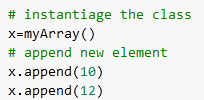 # instantiage the class
x=myArray()
# append new element
x.append(10)
x.append(12)